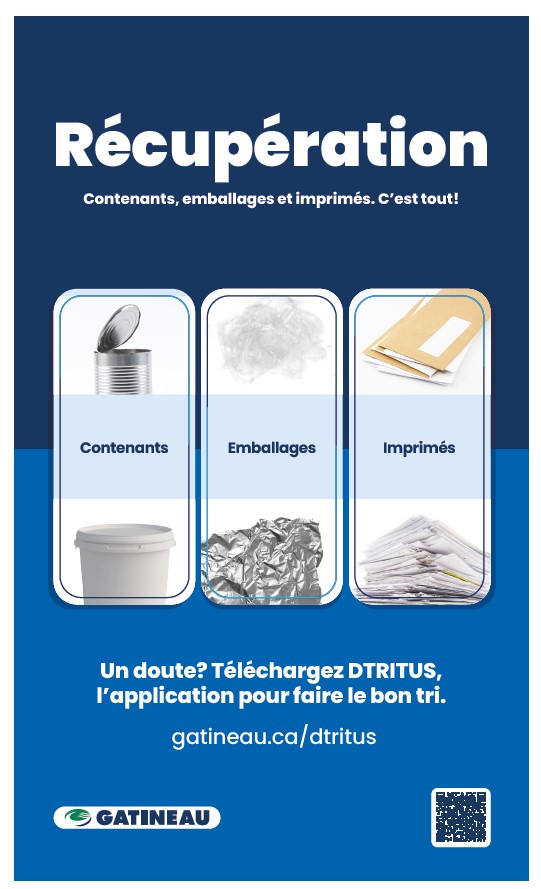 Récupération
Contenants, emballages et imprimés. C’est tout!
Contenants
Emballages
Imprimés
Un doute? Téléchargez DTRITUS,
l’application pour faire le bon tri.
gatineau.ca/dtritus
GATINEAU